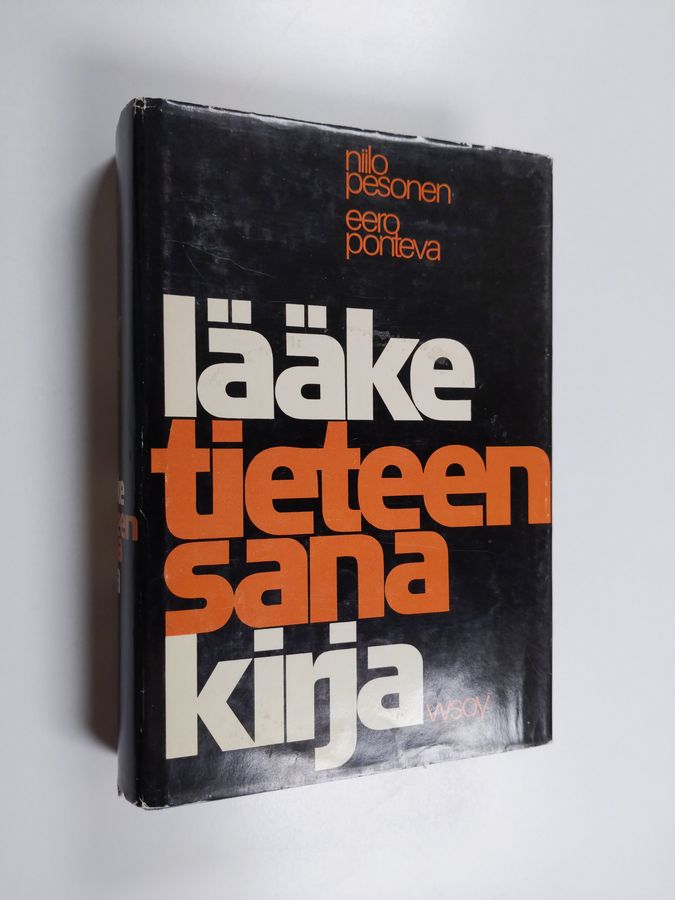 niilo
pesonen
eero
ponteva
lääke
tieteen
sana
kirja
wsoy